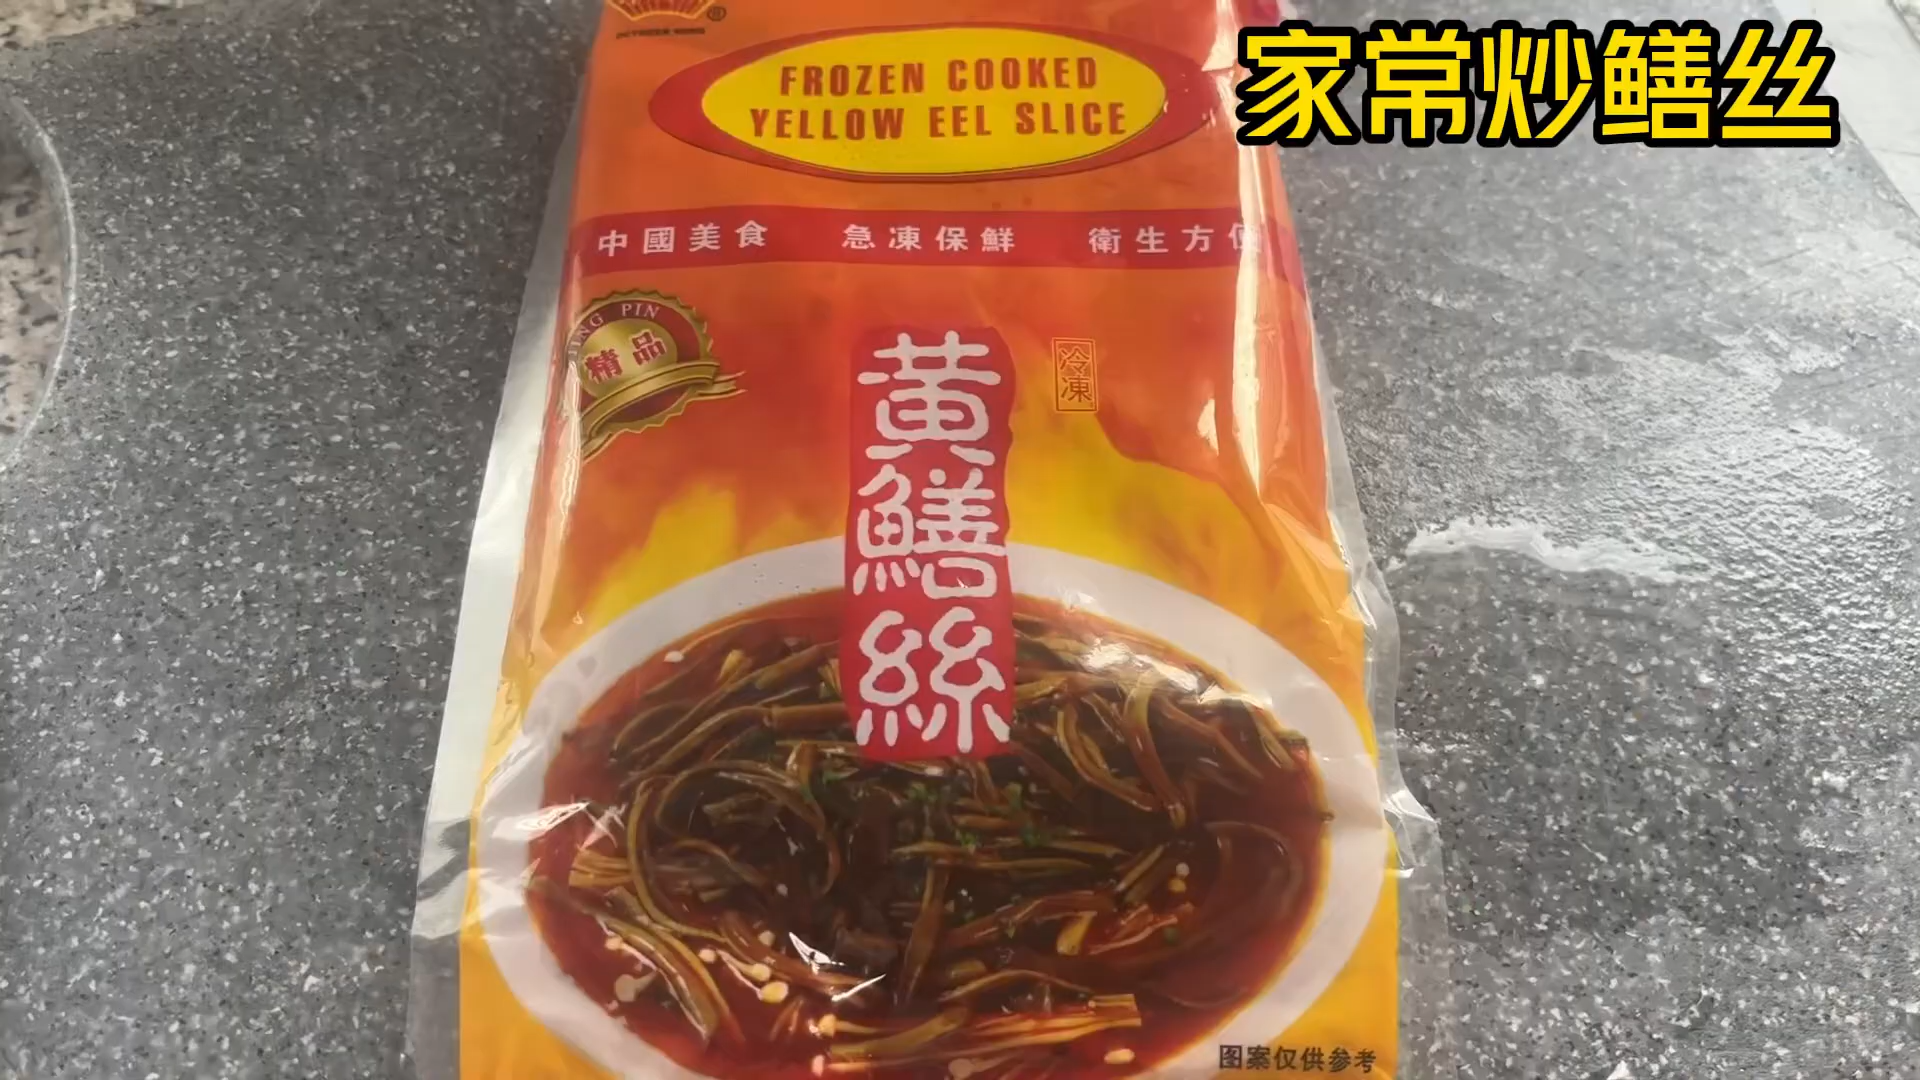 家常炒鳝丝
FROZEN COOKED
YELLOW EEL SLICE
中國美食 急凍保鮮 衛生方便
精品
冷凍
黃鱔絲
图案仅供参考